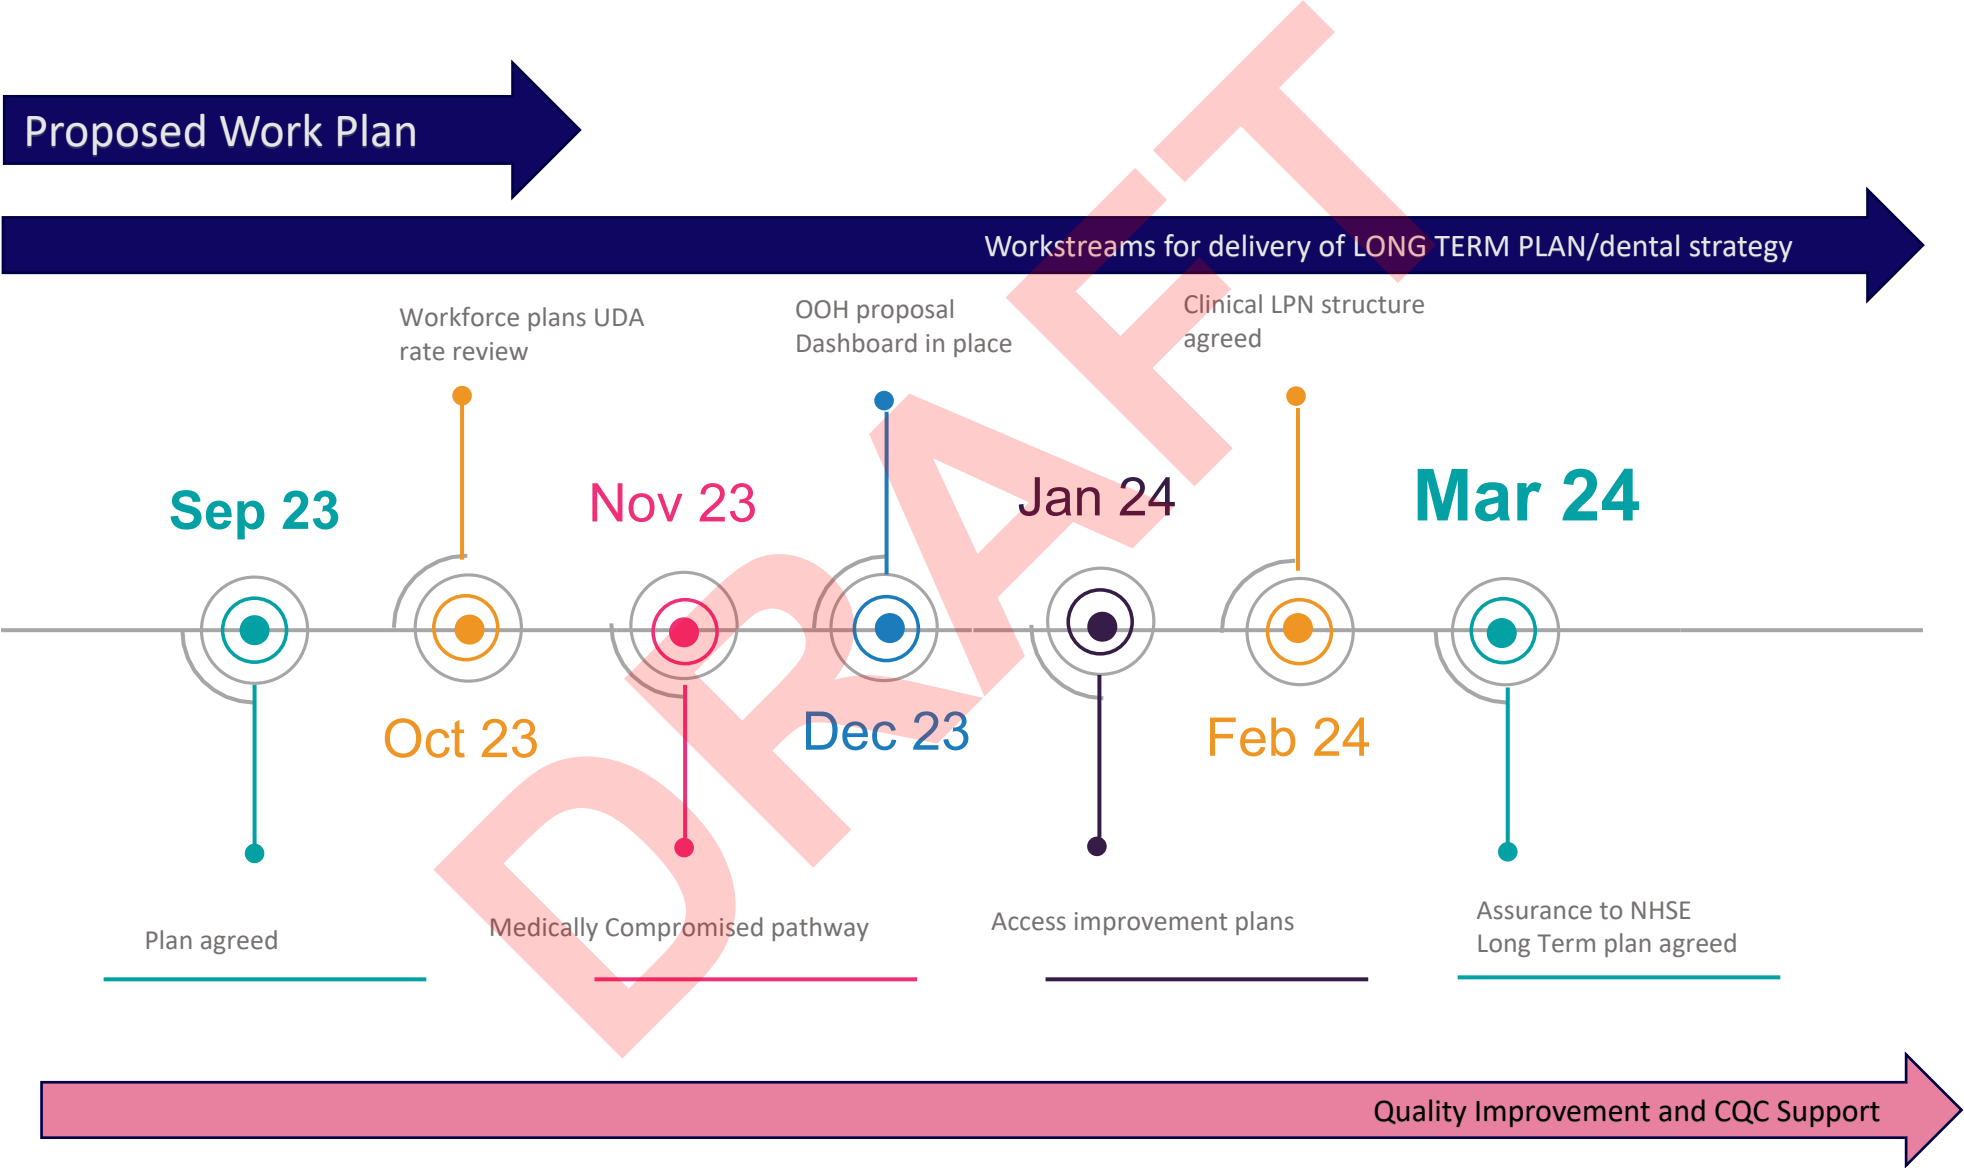 Proposed Work Plan
Workstreams for delivery of LONG TERM PLAN/dental strategy
Workforce plans UDA
rate review
OOH proposal
Dashboard in place
Clinical LPN structure
agreed
Sep 23
Nov 23
Jan 24
Mar 24
Oct 23
Dec 23
Feb 24
Plan agreed
Medically Compromised pathway
Access improvement plans
Assurance to NHSE
Long Term plan agreed
Quality Improvement and CQC Support
DRAFT